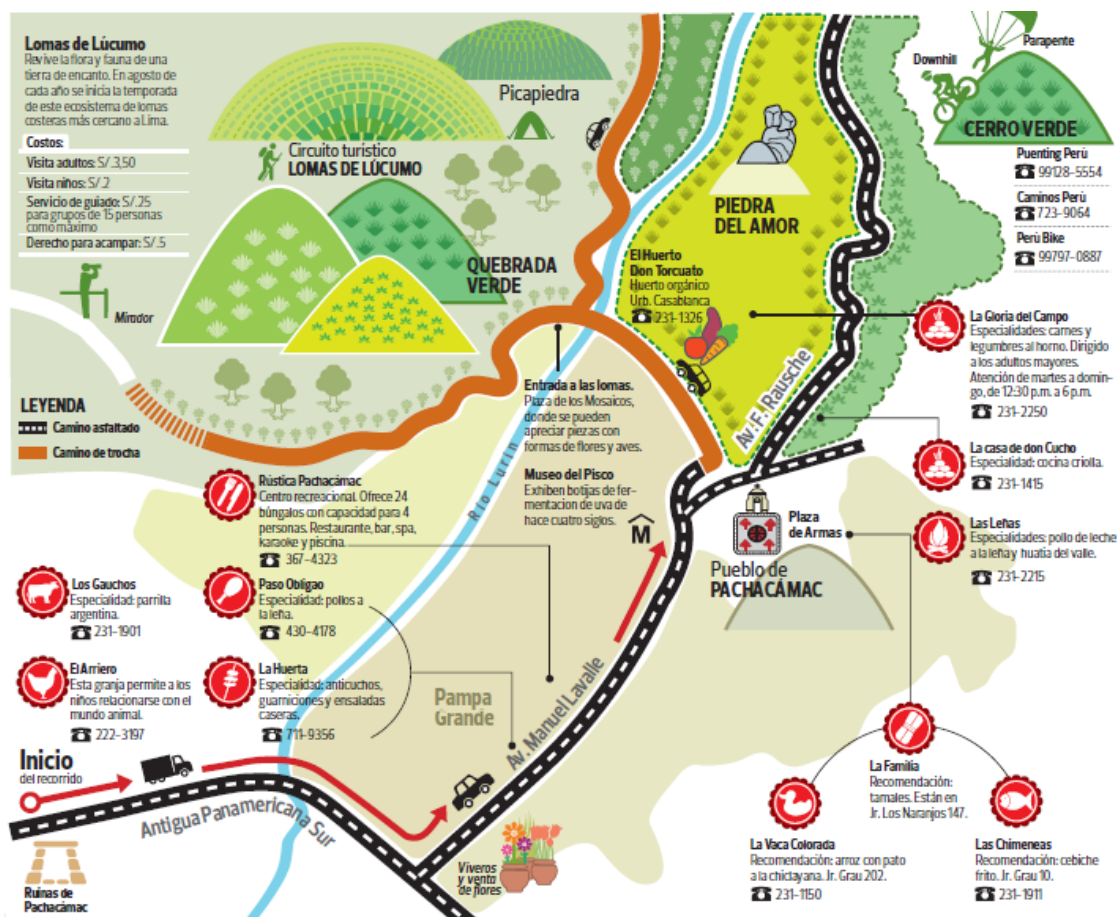 Lomas de Lúcumo
Revive la flora y fauna de una
tierra de encanto. En agosto de
cada año se inicia la temporada
de este ecosistema de lomas
costeras más cercano a Lima.
Costos:
Visita adultos: S/.3,50
Visita niños: S/.2
Servicio de guiado: S/.25
para grupos de 15 personas
como máximo
Derecho para acampar: S/.5
Mirador
Picapiedra
Circuito turístico
LOMAS DE LÚCUMO
QUEBRADA
VERDE
PIEDRA
DEL AMOR
El Huerto
Don Torcuato
Huerto orgánico
Urb. Casablanca
231-1326
Parapente
Downhill
CERRO VERDE
Puenting Perú
99128-5554
Caminos Perú
723-9064
Perú Bike
99797-0887
La Gloria del Campo
Especialidades: carnes y
legumbres al horno. Dirigido
a los adultos mayores.
Atención de martes a domin-
go, de 12:30 p.m. a 6 p.m.
231-2250
La casa de don Cucho
Especialidad: cocina criolla.
231-1415
Las Leñas
Especialidades: pollo de leche
a la leña y huatia del valle.
231-2215
LEYENDA
Camino asfaltado
Camino de trocha
Entrada a las lomas.
Plaza de los Mosaicos,
donde se pueden
apreciar piezas con
formas de flores y aves.
Museo del Pisco
Exhiben botijas de fer-
mentacion de uva de
hace cuatro siglos.
M
Av. F. Rausche
Río Lurín
Plaza
de Armas
Pueblo de
PACHACÁMAC
Rústica Pachacámac
Centro recreacional. Ofrece 24
búngalos con capacidad para 4
personas. Restaurante, bar, spa,
karaoke y piscina.
367-4323
Los Gauchos
Especialidad: parrilla
argentina.
231-1901
Paso Obligao
Especialidad: pollos a
la leña.
430-4178
El Arriero
Esta granja permite a los
niños relacionarse con el
mundo animal.
222-3197
La Huerta
Especialidad: anticuchos,
guarniciones y ensaladas
caseras.
711-9356
Pampa
Grande
Av. Manuel Lavalle
Inicio
del recorrido
Antigua Panamericana Sur
Ruinas de
Pachacámac
Viveros
y venta
de flores
La Familia
Recomendación:
tamales. Están en
Jr. Los Naranjos 147.
La Vaca Colorada
Recomendación: arroz con pato
a la chiclayana. Jr. Grau 202.
231-1150
Las Chimeneas
Recomendación: cebiche
frito. Jr. Grau 10.
231-1911